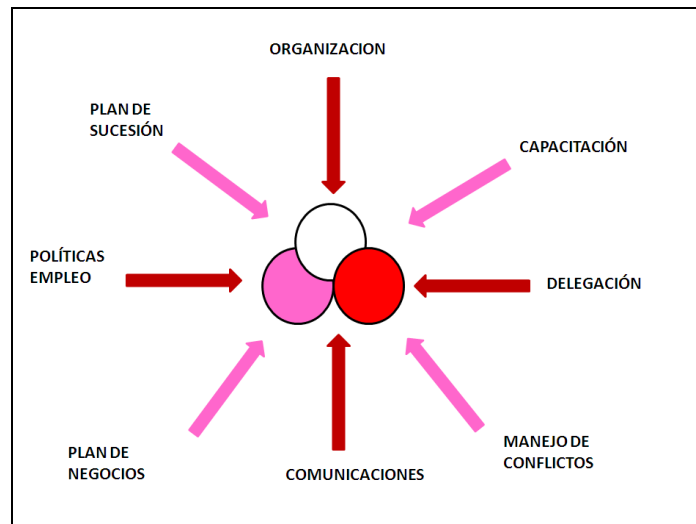 ORGANIZACION
PLAN DE
SUCESIÓN
CAPACITACIÓN
POLÍTICAS
EMPLEO
DELEGACIÓN
PLAN DE
NEGOCIOS
COMUNICACIONES
MANEJO DE
CONFLICTOS